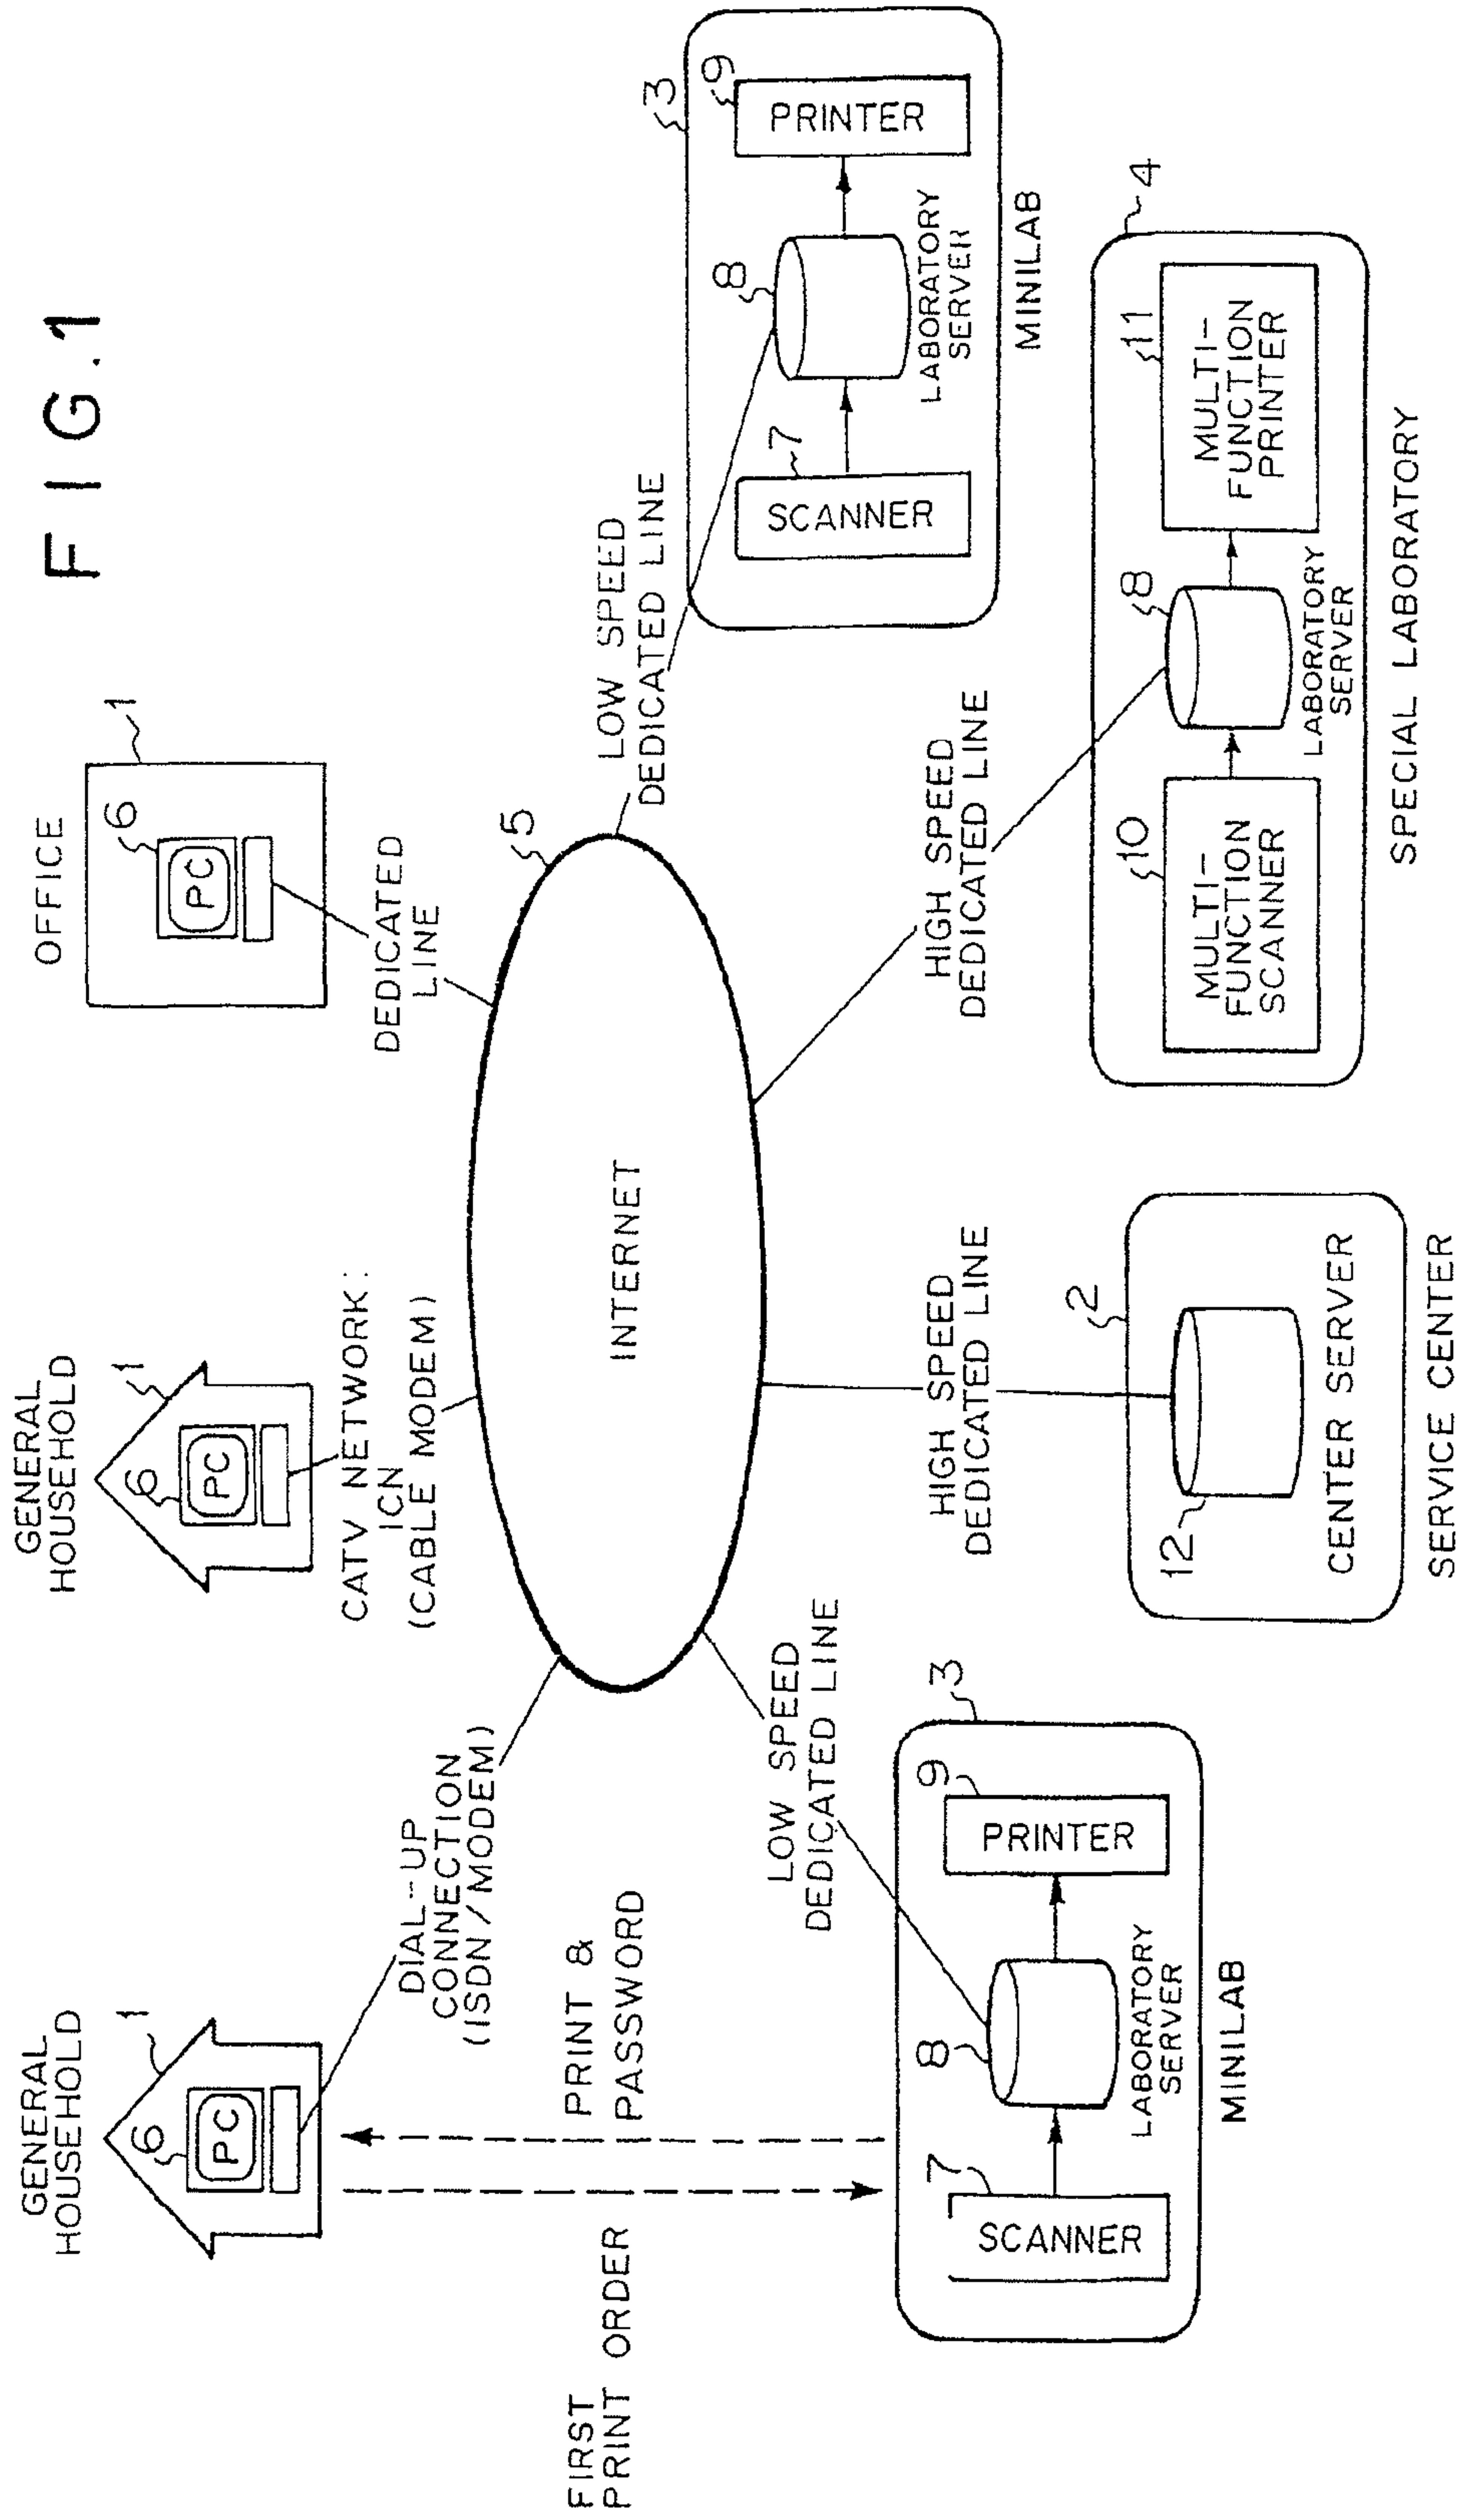 FIG.1
GENERAL
HOUSEHOLD
1
6
PC
GENERAL
HOUSEHOLD
1
6
PC
OFFICE
1
6
PC
DIAL-UP
CONNECTION
(ISDN/MODEM)
CATV NETWORK:
ICN
(CABLE MODEM)
DEDICATED
LINE
5
INTERNET
FIRST
PRINT ORDER
PRINT &
PASSWORD
LOW SPEED
DEDICATED LINE
HIGH SPEED
DEDICATED LINE
HIGH SPEED
DEDICATED LINE
LOW SPEED
DEDICATED LINE
3
7
SCANNER
8
LABORATORY
SERVER
9
PRINTER
MINILAB
2
12
CENTER SERVER
SERVICE CENTER
4
10
MULTI-
FUNCTION
SCANNER
8
LABORATORY
SERVER
11
MULTI-
FUNCTION
PRINTER
SPECIAL LABORATORY
3
7
SCANNER
8
LABORATORY
SERVER
9
PRINTER
MINILAB